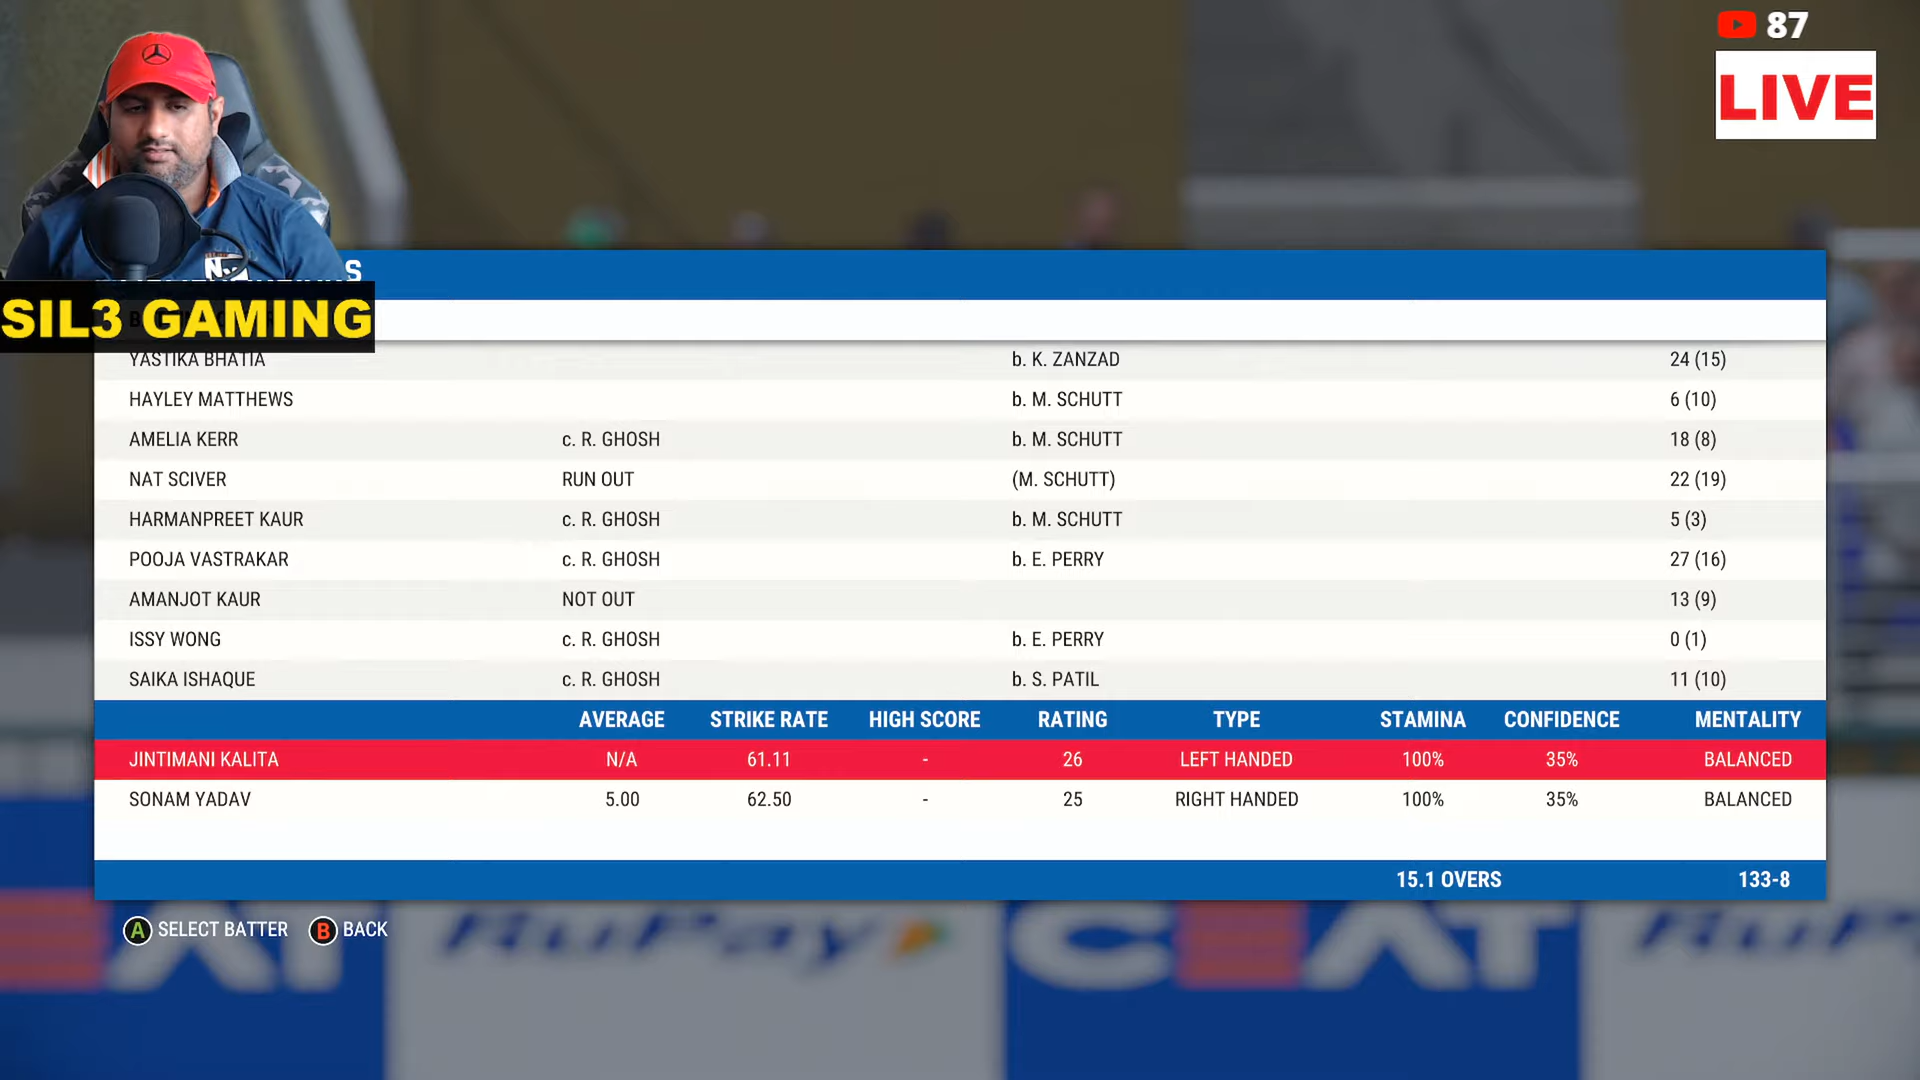 87
LIVE
S
SIL3 GAMING
YASTIKA BHATIA b. K. ZANZAD 24 (15)
HAYLEY MATTHEWS b. M. SCHUTT 6 (10)
AMELIA KERR c. R. GHOSH b. M. SCHUTT 18 (8)
NAT SCIVER RUN OUT (M. SCHUTT) 22 (19)
HARMANPREET KAUR c. R. GHOSH b. M. SCHUTT 5 (3)
POOJA VASTRAKAR c. R. GHOSH b. E. PERRY 27 (16)
AMANJOT KAUR NOT OUT 13 (9)
ISSY WONG c. R. GHOSH b. E. PERRY 0 (1)
SAIKA ISHAQUE c. R. GHOSH b. S. PATIL 11 (10)
AVERAGE STRIKE RATE HIGH SCORE RATING TYPE STAMINA CONFIDENCE MENTALITY
JINTIMANI KALITA N/A 61.11 - 26 LEFT HANDED 100% 35% BALANCED
SONAM YADAV 5.00 62.50 - 25 RIGHT HANDED 100% 35% BALANCED
15.1 OVERS 133-8
A SELECT BATTER B BACK
RuPay CEAT RuP